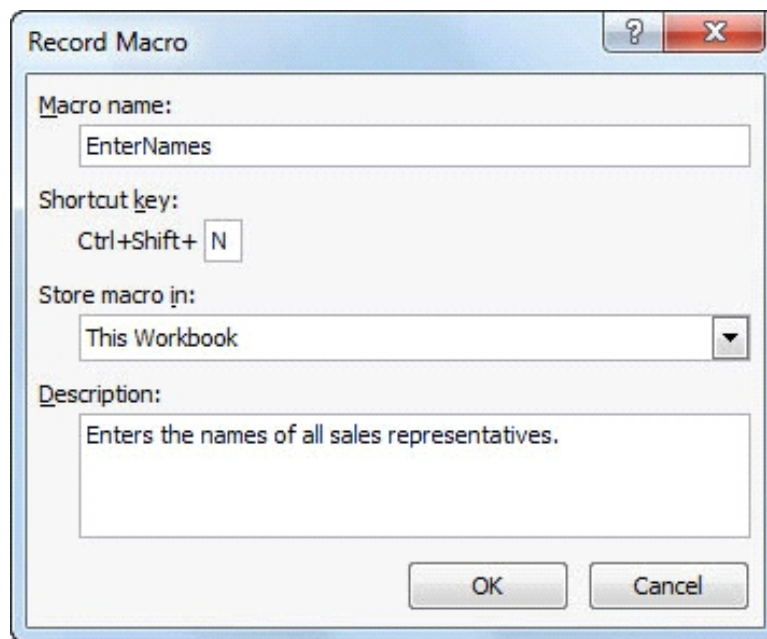 Record Macro
?
Macro name:
EnterNames
Shortcut key:
Ctrl+Shift+ N
Store macro in:
This Workbook
Description:
Enters the names of all sales representatives.
OK Cancel